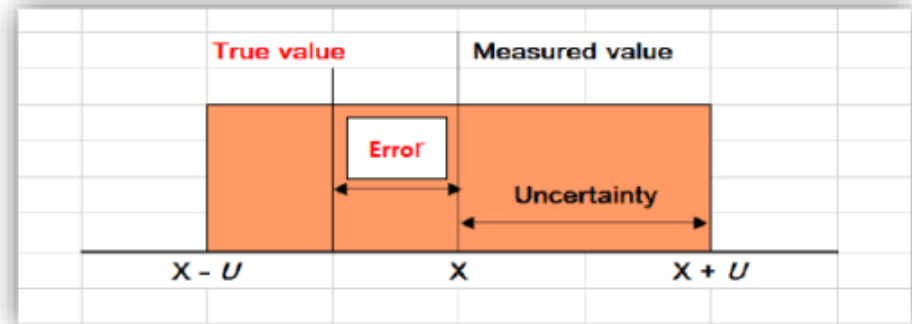 True value Measured value
Error
Uncertainty
X - U X X + U